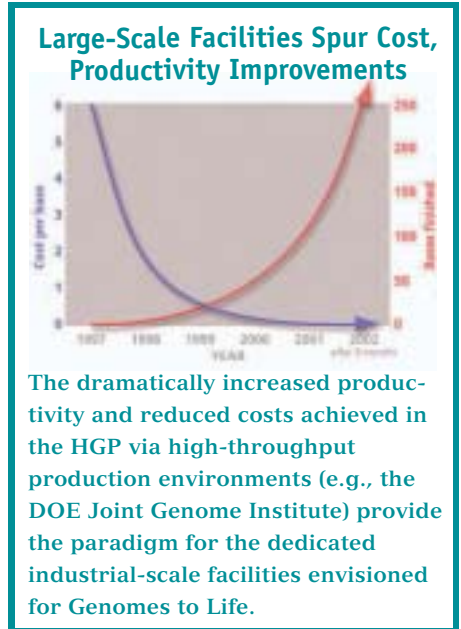 Large-Scale Facilities Spur Cost,
Productivity Improvements
6
5
4
3
2
1
0
Cost per base
250
200
150
100
50
0
Bases finished
1997 1998 1999 2000 2001 2002
YEAR
The dramatically increased produc-
tivity and reduced costs achieved in
the HGP via high-throughput
production environments (e.g., the
DOE Joint Genome Institute) provide
the paradigm for the dedicated
industrial-scale facilities envisioned
for Genomes to Life.